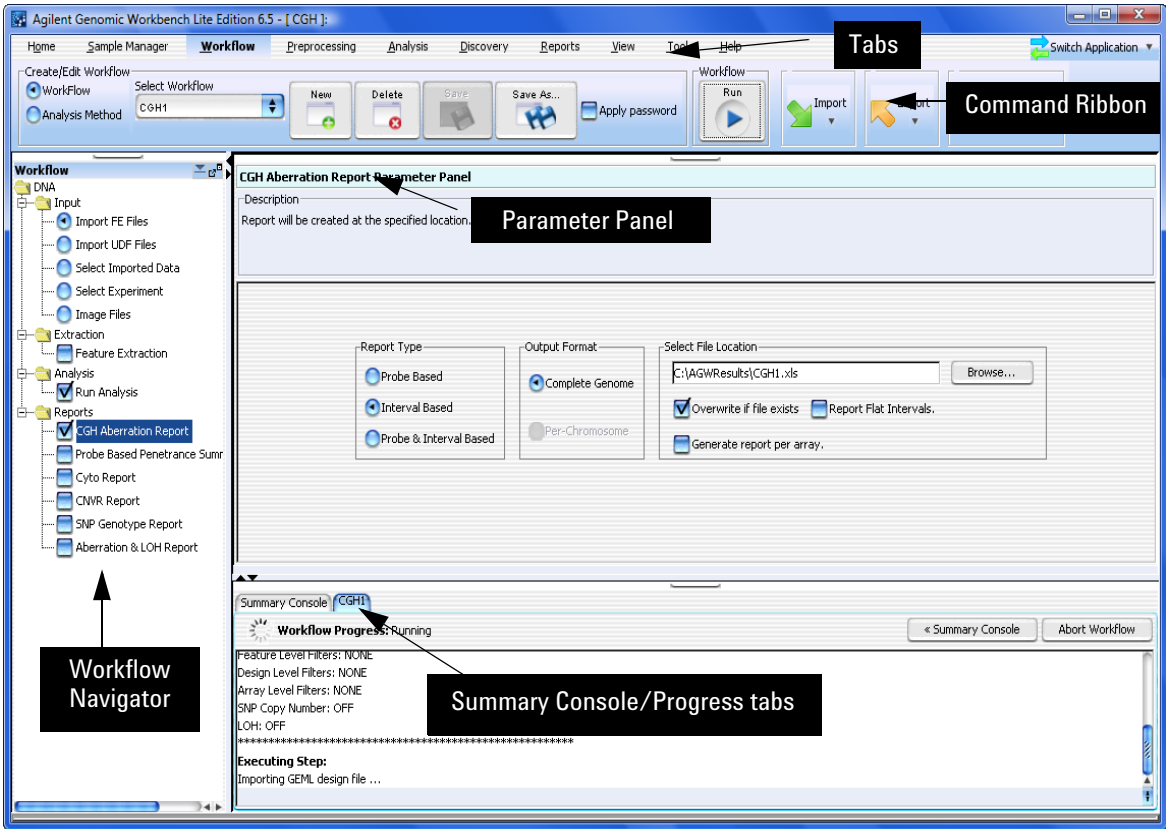 Agilent Genomic Workbench Lite Edition 6.5 - [ CGH ]:
Home Sample Manager Workflow Preprocessing Analysis Discovery Reports View Help
Tabs
Switch Application
Create/Edit Workflow
WorkFlow
Analysis Method
Select Workflow
CGH1
New
Delete
Save
Save As...
Apply password
Workflow
Run
Import
Command Ribbon
Workflow
DNA
Input
Import FE Files
Import UDF Files
Select Imported Data
Select Experiment
Image Files
Extraction
Feature Extraction
Analysis
Run Analysis
Reports
CGH Aberration Report
Probe Based Penetrance Summ
Cyto Report
CNVR Report
SNP Genotype Report
Aberration & LOH Report
Workflow
Navigator
CGH Aberration Report Parameter Panel
Description
Report will be created at the specified location.
Parameter Panel
Report Type
Probe Based
Interval Based
Probe & Interval Based
Output Format
Complete Genome
Per-Chromosome
Select File Location
C:\AGWResults\CGH1.xls
Browse...
Overwrite if file exists
Report Flat Intervals.
Generate report per array.
Summary Console
CGH1
Workflow Progress: Running
« Summary Console
Abort Workflow
Feature Level Filters: NONE
Design Level Filters: NONE
Array Level Filters: NONE
SNP Copy Number: OFF
LOH: OFF
Summary Console/Progress tabs
Executing Step:
Importing GEML design file ...